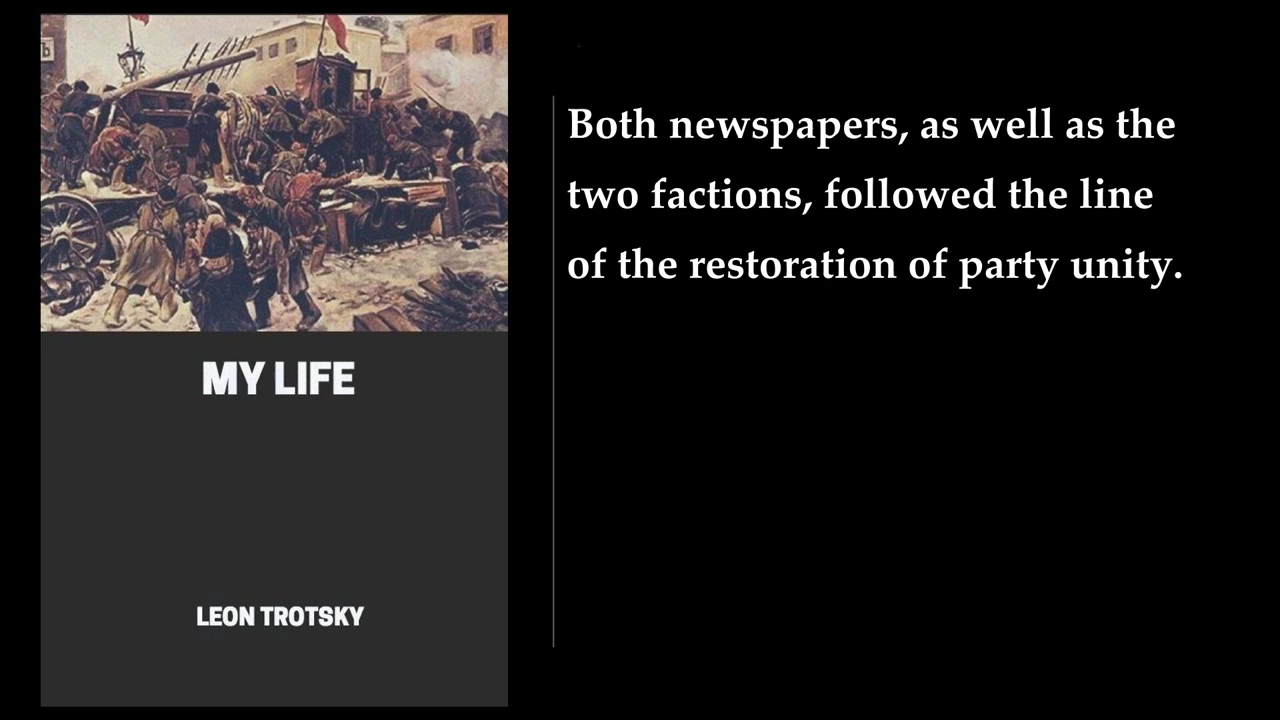 MY LIFE
LEON TROTSKY
Both newspapers, as well as the
two factions, followed the line
of the restoration of party unity.